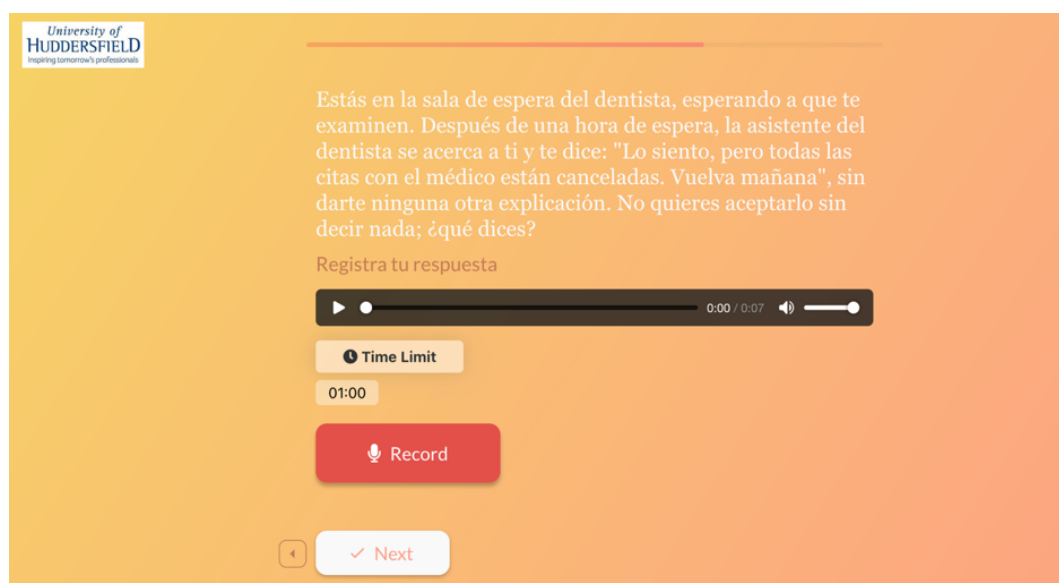 University of
HUDDERSFIELD
Inspiring tomorrow's professionals
Estás en la sala de espera del dentista, esperando a que te
examinen. Después de una hora de espera, la asistente del
dentista se acerca a ti y te dice: "Lo siento, pero todas las
citas con el médico están canceladas. Vuelva mañana", sin
darte ninguna otra explicación. No quieres aceptarlo sin
decir nada; ¿qué dices?
Registra tu respuesta
0:00 / 0:07
Time Limit
01:00
Record
Next